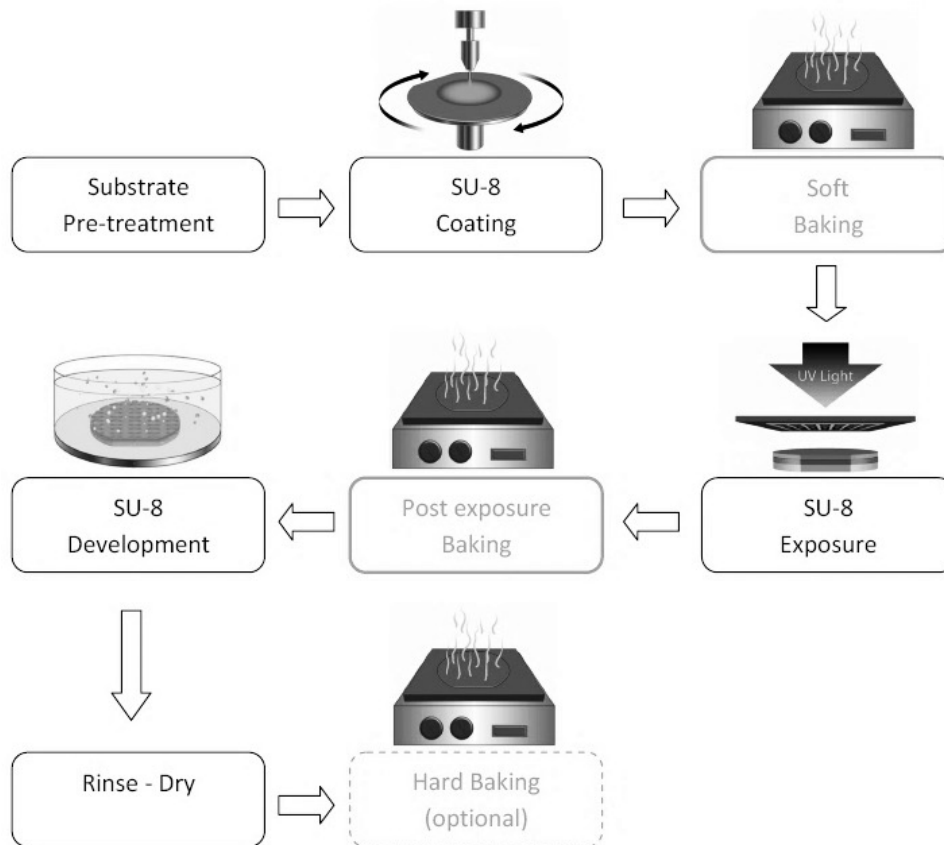 Substrate
Pre-treatment
SU-8
Coating
Soft
Baking
UV Light
SU-8
Exposure
Post exposure
Baking
SU-8
Development
Rinse - Dry
Hard Baking
(optional)